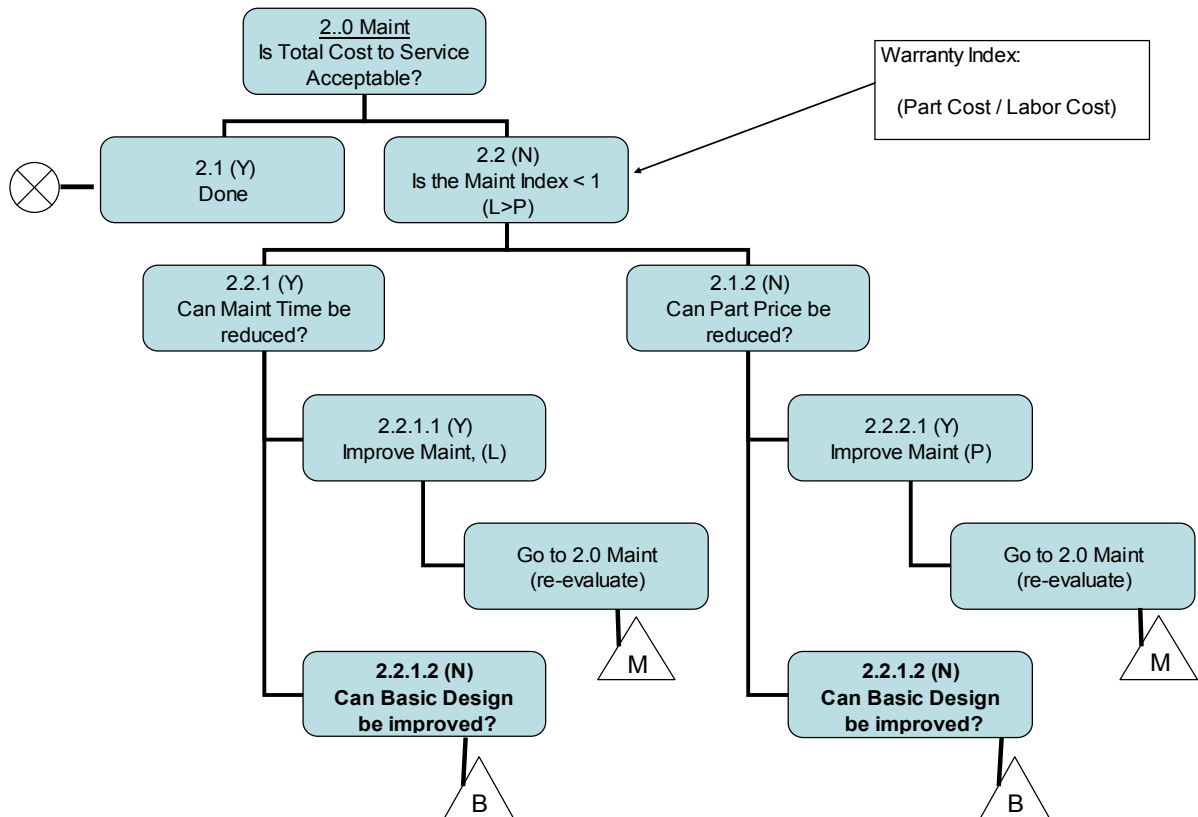 2..0 Maint
Is Total Cost to Service
Acceptable?
Warranty Index:
(Part Cost / Labor Cost)
2.1 (Y)
Done
2.2 (N)
Is the Maint Index < 1
(L>P)
2.2.1 (Y)
Can Maint Time be
reduced?
2.1.2 (N)
Can Part Price be
reduced?
2.2.1.1 (Y)
Improve Maint, (L)
2.2.2.1 (Y)
Improve Maint (P)
Go to 2.0 Maint
(re-evaluate)
Go to 2.0 Maint
(re-evaluate)
M
M
2.2.1.2 (N)
Can Basic Design
be improved?
2.2.1.2 (N)
Can Basic Design
be improved?
B
B